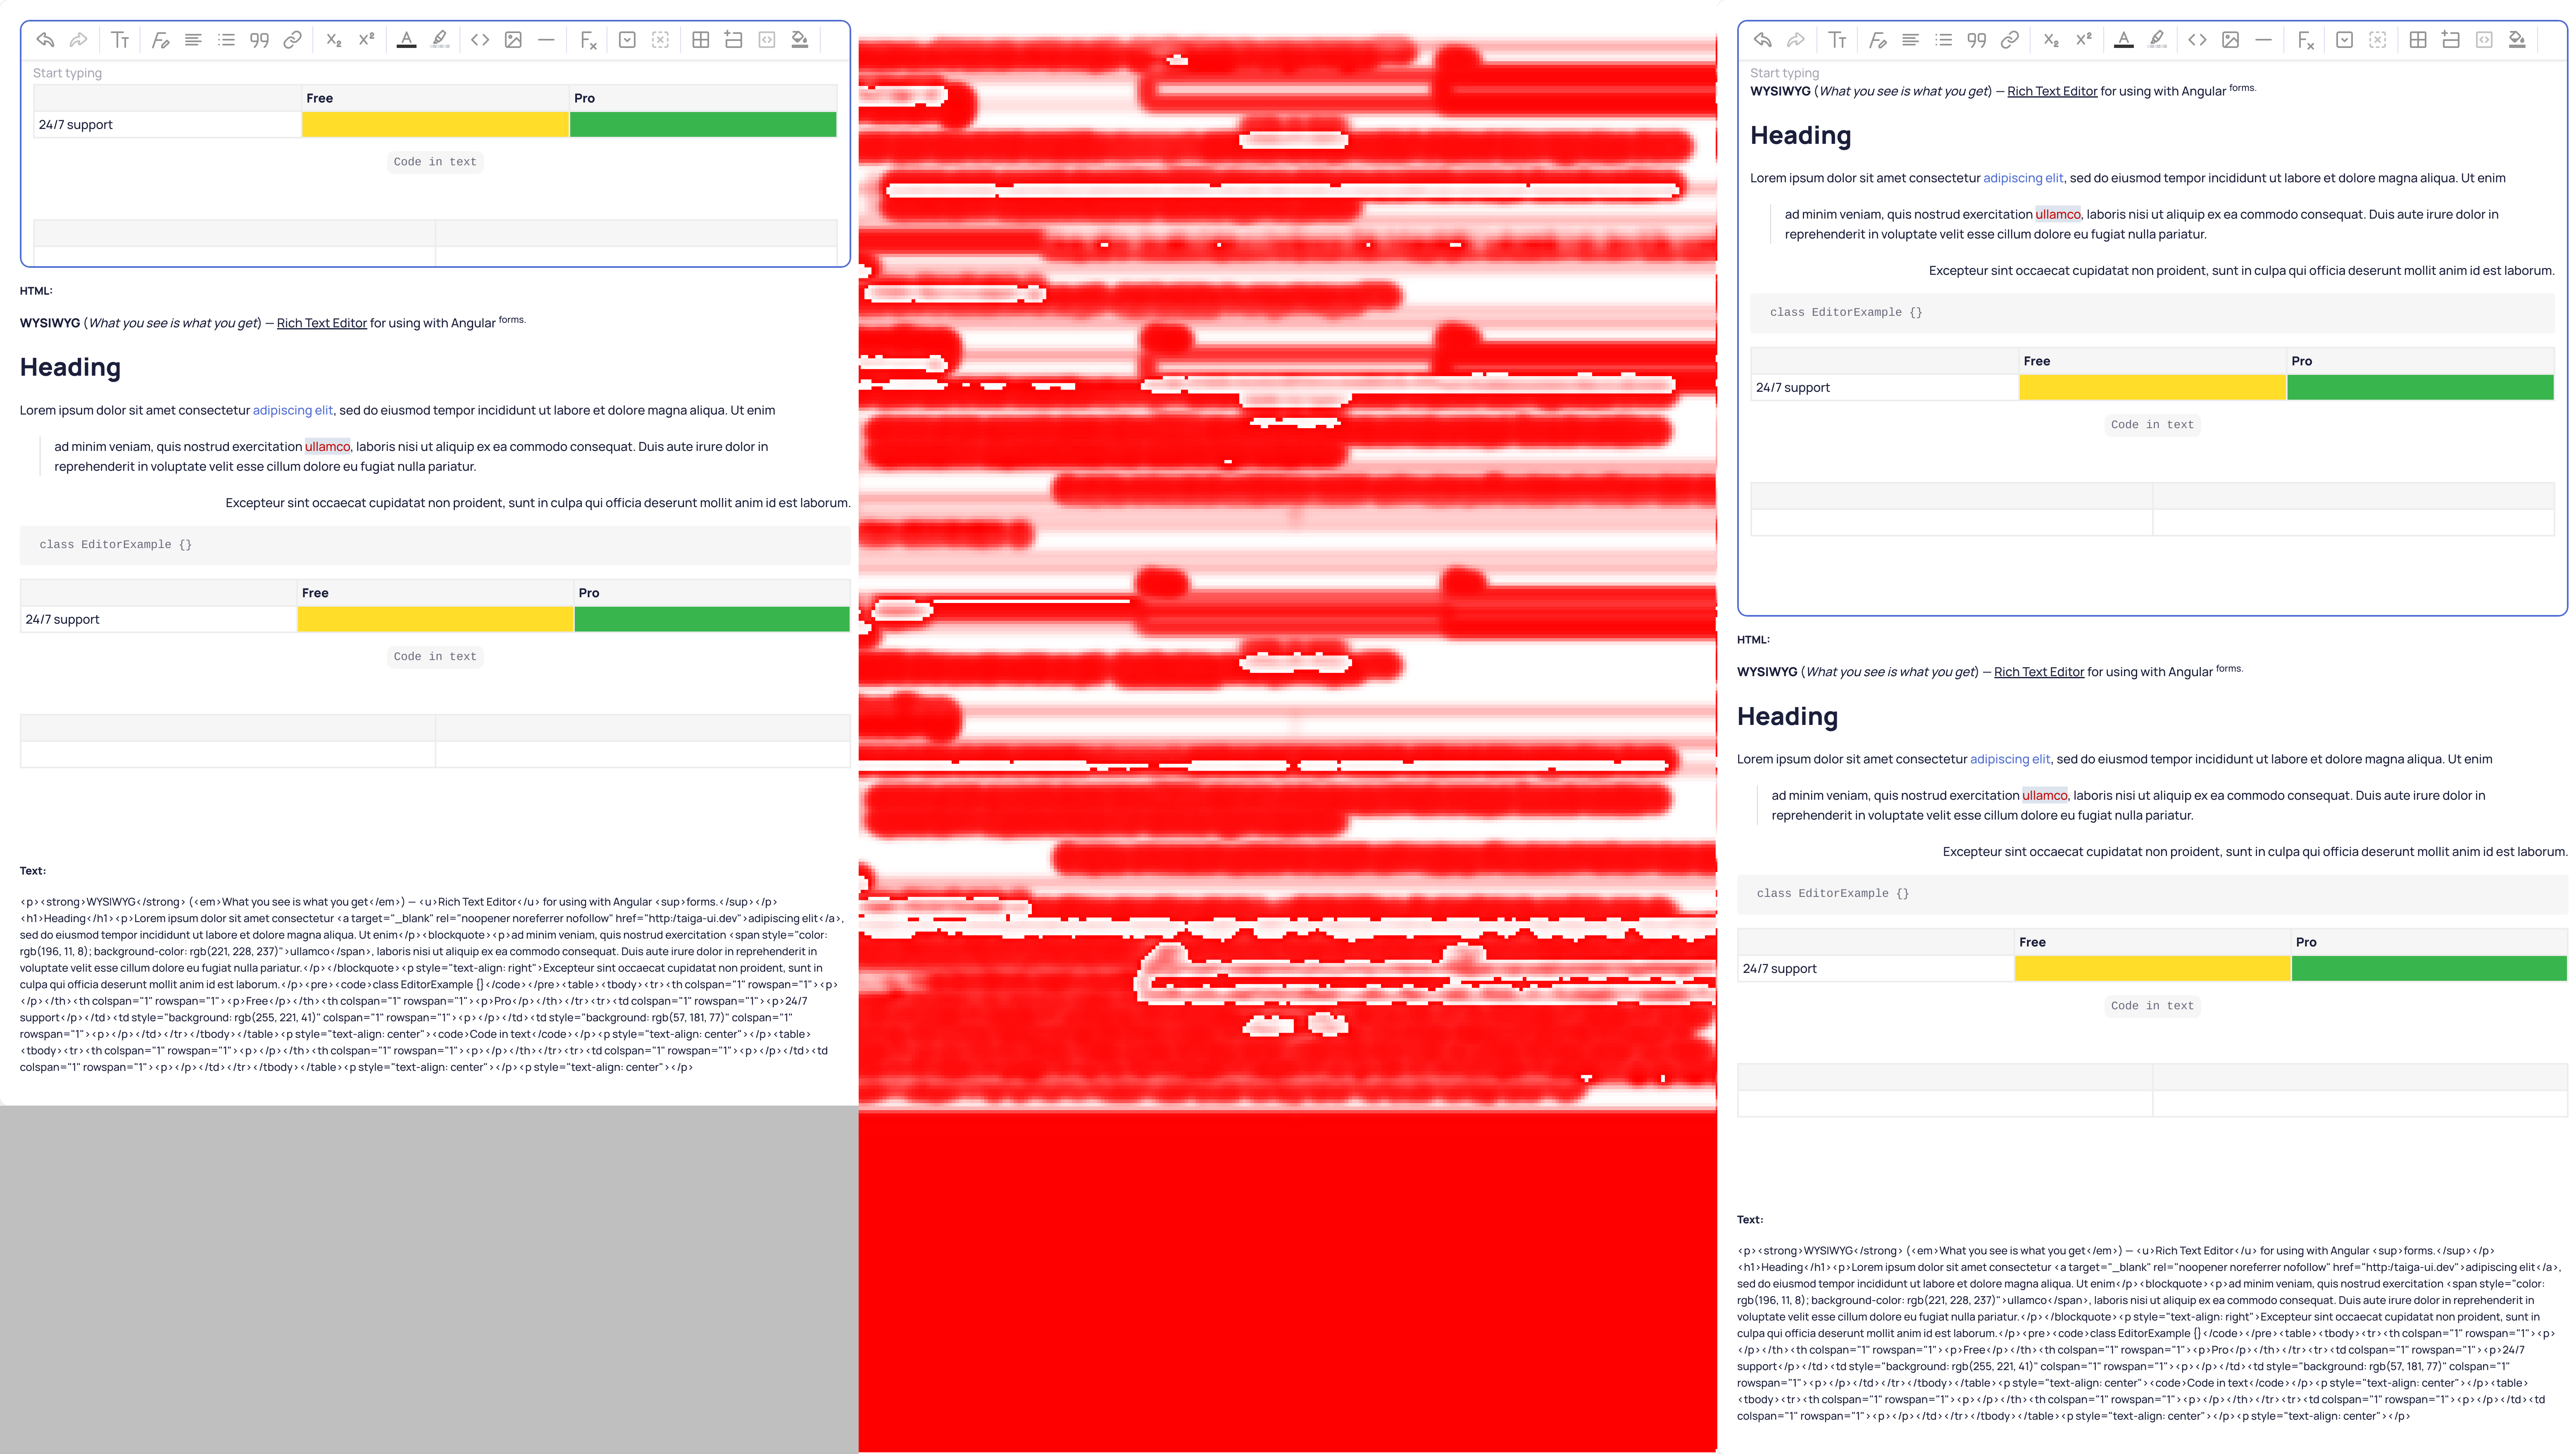 Start typing
Free Pro
24/7 support
Code in text
HTML:
WYSIWYG (What you see is what you get) — Rich Text Editor for using with Angular forms.
Heading
Lorem ipsum dolor sit amet consectetur adipiscing elit, sed do eiusmod tempor incididunt ut labore et dolore magna aliqua. Ut enim
ad minim veniam, quis nostrud exercitation ullamco, laboris nisi ut aliquip ex ea commodo consequat. Duis aute irure dolor in
reprehenderit in voluptate velit esse cillum dolore eu fugiat nulla pariatur.
Excepteur sint occaecat cupidatat non proident, sunt in culpa qui officia deserunt mollit anim id est laborum.
class EditorExample {}
Free Pro
24/7 support
Code in text
Text:
<p><strong>WYSIWYG</strong> (<em>What you see is what you get</em>) — <u>Rich Text Editor</u> for using with Angular <sup>forms.</sup></p>
<h1>Heading</h1><p>Lorem ipsum dolor sit amet consectetur <a target="_blank" rel="noopener noreferrer nofollow" href="http:/taiga-ui.dev">adipiscing elit</a>,
sed do eiusmod tempor incididunt ut labore et dolore magna aliqua. Ut enim</p><blockquote><p>ad minim veniam, quis nostrud exercitation <span style="color:
rgb(196, 11, 8); background-color: rgb(221, 228, 237)">ullamco</span>, laboris nisi ut aliquip ex ea commodo consequat. Duis aute irure dolor in reprehenderit in
voluptate velit esse cillum dolore eu fugiat nulla pariatur.</p></blockquote><p style="text-align: right">Excepteur sint occaecat cupidatat non proident, sunt in
culpa qui officia deserunt mollit anim id est laborum.</p><pre><code>class EditorExample {}</code></pre><table><tbody><tr><th colspan="1" rowspan="1"><p>
</p></th><th colspan="1" rowspan="1"><p>Free</p></th><th colspan="1" rowspan="1"><p>Pro</p></th></tr><tr><td colspan="1" rowspan="1"><p>24/7
support</p></td><td style="background: rgb(255, 221, 41)" colspan="1" rowspan="1"><p></p></td><td style="background: rgb(57, 181, 77)" colspan="1"
rowspan="1"><p></p></td></tr></tbody></table><p style="text-align: center"><code>Code in text</code></p><p style="text-align: center"></p><table>
<tbody><tr><th colspan="1" rowspan="1"><p></p></th><th colspan="1" rowspan="1"><p></p></th></tr><tr><td colspan="1" rowspan="1"><p></p></td><td
colspan="1" rowspan="1"><p></p></td></tr></tbody></table><p style="text-align: center"></p><p style="text-align: center"></p>
Start typing
WYSIWYG (What you see is what you get) — Rich Text Editor for using with Angular forms.
Heading
Lorem ipsum dolor sit amet consectetur adipiscing elit, sed do eiusmod tempor incididunt ut labore et dolore magna aliqua. Ut enim
ad minim veniam, quis nostrud exercitation ullamco, laboris nisi ut aliquip ex ea commodo consequat. Duis aute irure dolor in
reprehenderit in voluptate velit esse cillum dolore eu fugiat nulla pariatur.
Excepteur sint occaecat cupidatat non proident, sunt in culpa qui officia deserunt mollit anim id est laborum.
class EditorExample {}
Free Pro
24/7 support
Code in text
HTML:
WYSIWYG (What you see is what you get) — Rich Text Editor for using with Angular forms.
Heading
Lorem ipsum dolor sit amet consectetur adipiscing elit, sed do eiusmod tempor incididunt ut labore et dolore magna aliqua. Ut enim
ad minim veniam, quis nostrud exercitation ullamco, laboris nisi ut aliquip ex ea commodo consequat. Duis aute irure dolor in
reprehenderit in voluptate velit esse cillum dolore eu fugiat nulla pariatur.
Excepteur sint occaecat cupidatat non proident, sunt in culpa qui officia deserunt mollit anim id est laborum.
class EditorExample {}
Free Pro
24/7 support
Code in text
Text:
<p><strong>WYSIWYG</strong> (<em>What you see is what you get</em>) — <u>Rich Text Editor</u> for using with Angular <sup>forms.</sup></p>
<h1>Heading</h1><p>Lorem ipsum dolor sit amet consectetur <a target="_blank" rel="noopener noreferrer nofollow" href="http:/taiga-ui.dev">adipiscing elit</a>,
sed do eiusmod tempor incididunt ut labore et dolore magna aliqua. Ut enim</p><blockquote><p>ad minim veniam, quis nostrud exercitation <span style="color:
rgb(196, 11, 8); background-color: rgb(221, 228, 237)">ullamco</span>, laboris nisi ut aliquip ex ea commodo consequat. Duis aute irure dolor in reprehenderit in
voluptate velit esse cillum dolore eu fugiat nulla pariatur.</p></blockquote><p style="text-align: right">Excepteur sint occaecat cupidatat non proident, sunt in
culpa qui officia deserunt mollit anim id est laborum.</p><pre><code>class EditorExample {}</code></pre><table><tbody><tr><th colspan="1" rowspan="1"><p>
</p></th><th colspan="1" rowspan="1"><p>Free</p></th><th colspan="1" rowspan="1"><p>Pro</p></th></tr><tr><td colspan="1" rowspan="1"><p>24/7
support</p></td><td style="background: rgb(255, 221, 41)" colspan="1" rowspan="1"><p></p></td><td style="background: rgb(57, 181, 77)" colspan="1"
rowspan="1"><p></p></td></tr></tbody></table><p style="text-align: center"><code>Code in text</code></p><p style="text-align: center"></p><table>
<tbody><tr><th colspan="1" rowspan="1"><p></p></th><th colspan="1" rowspan="1"><p></p></th></tr><tr><td colspan="1" rowspan="1"><p></p></td><td
colspan="1" rowspan="1"><p></p></td></tr></tbody></table><p style="text-align: center"></p><p style="text-align: center"></p>